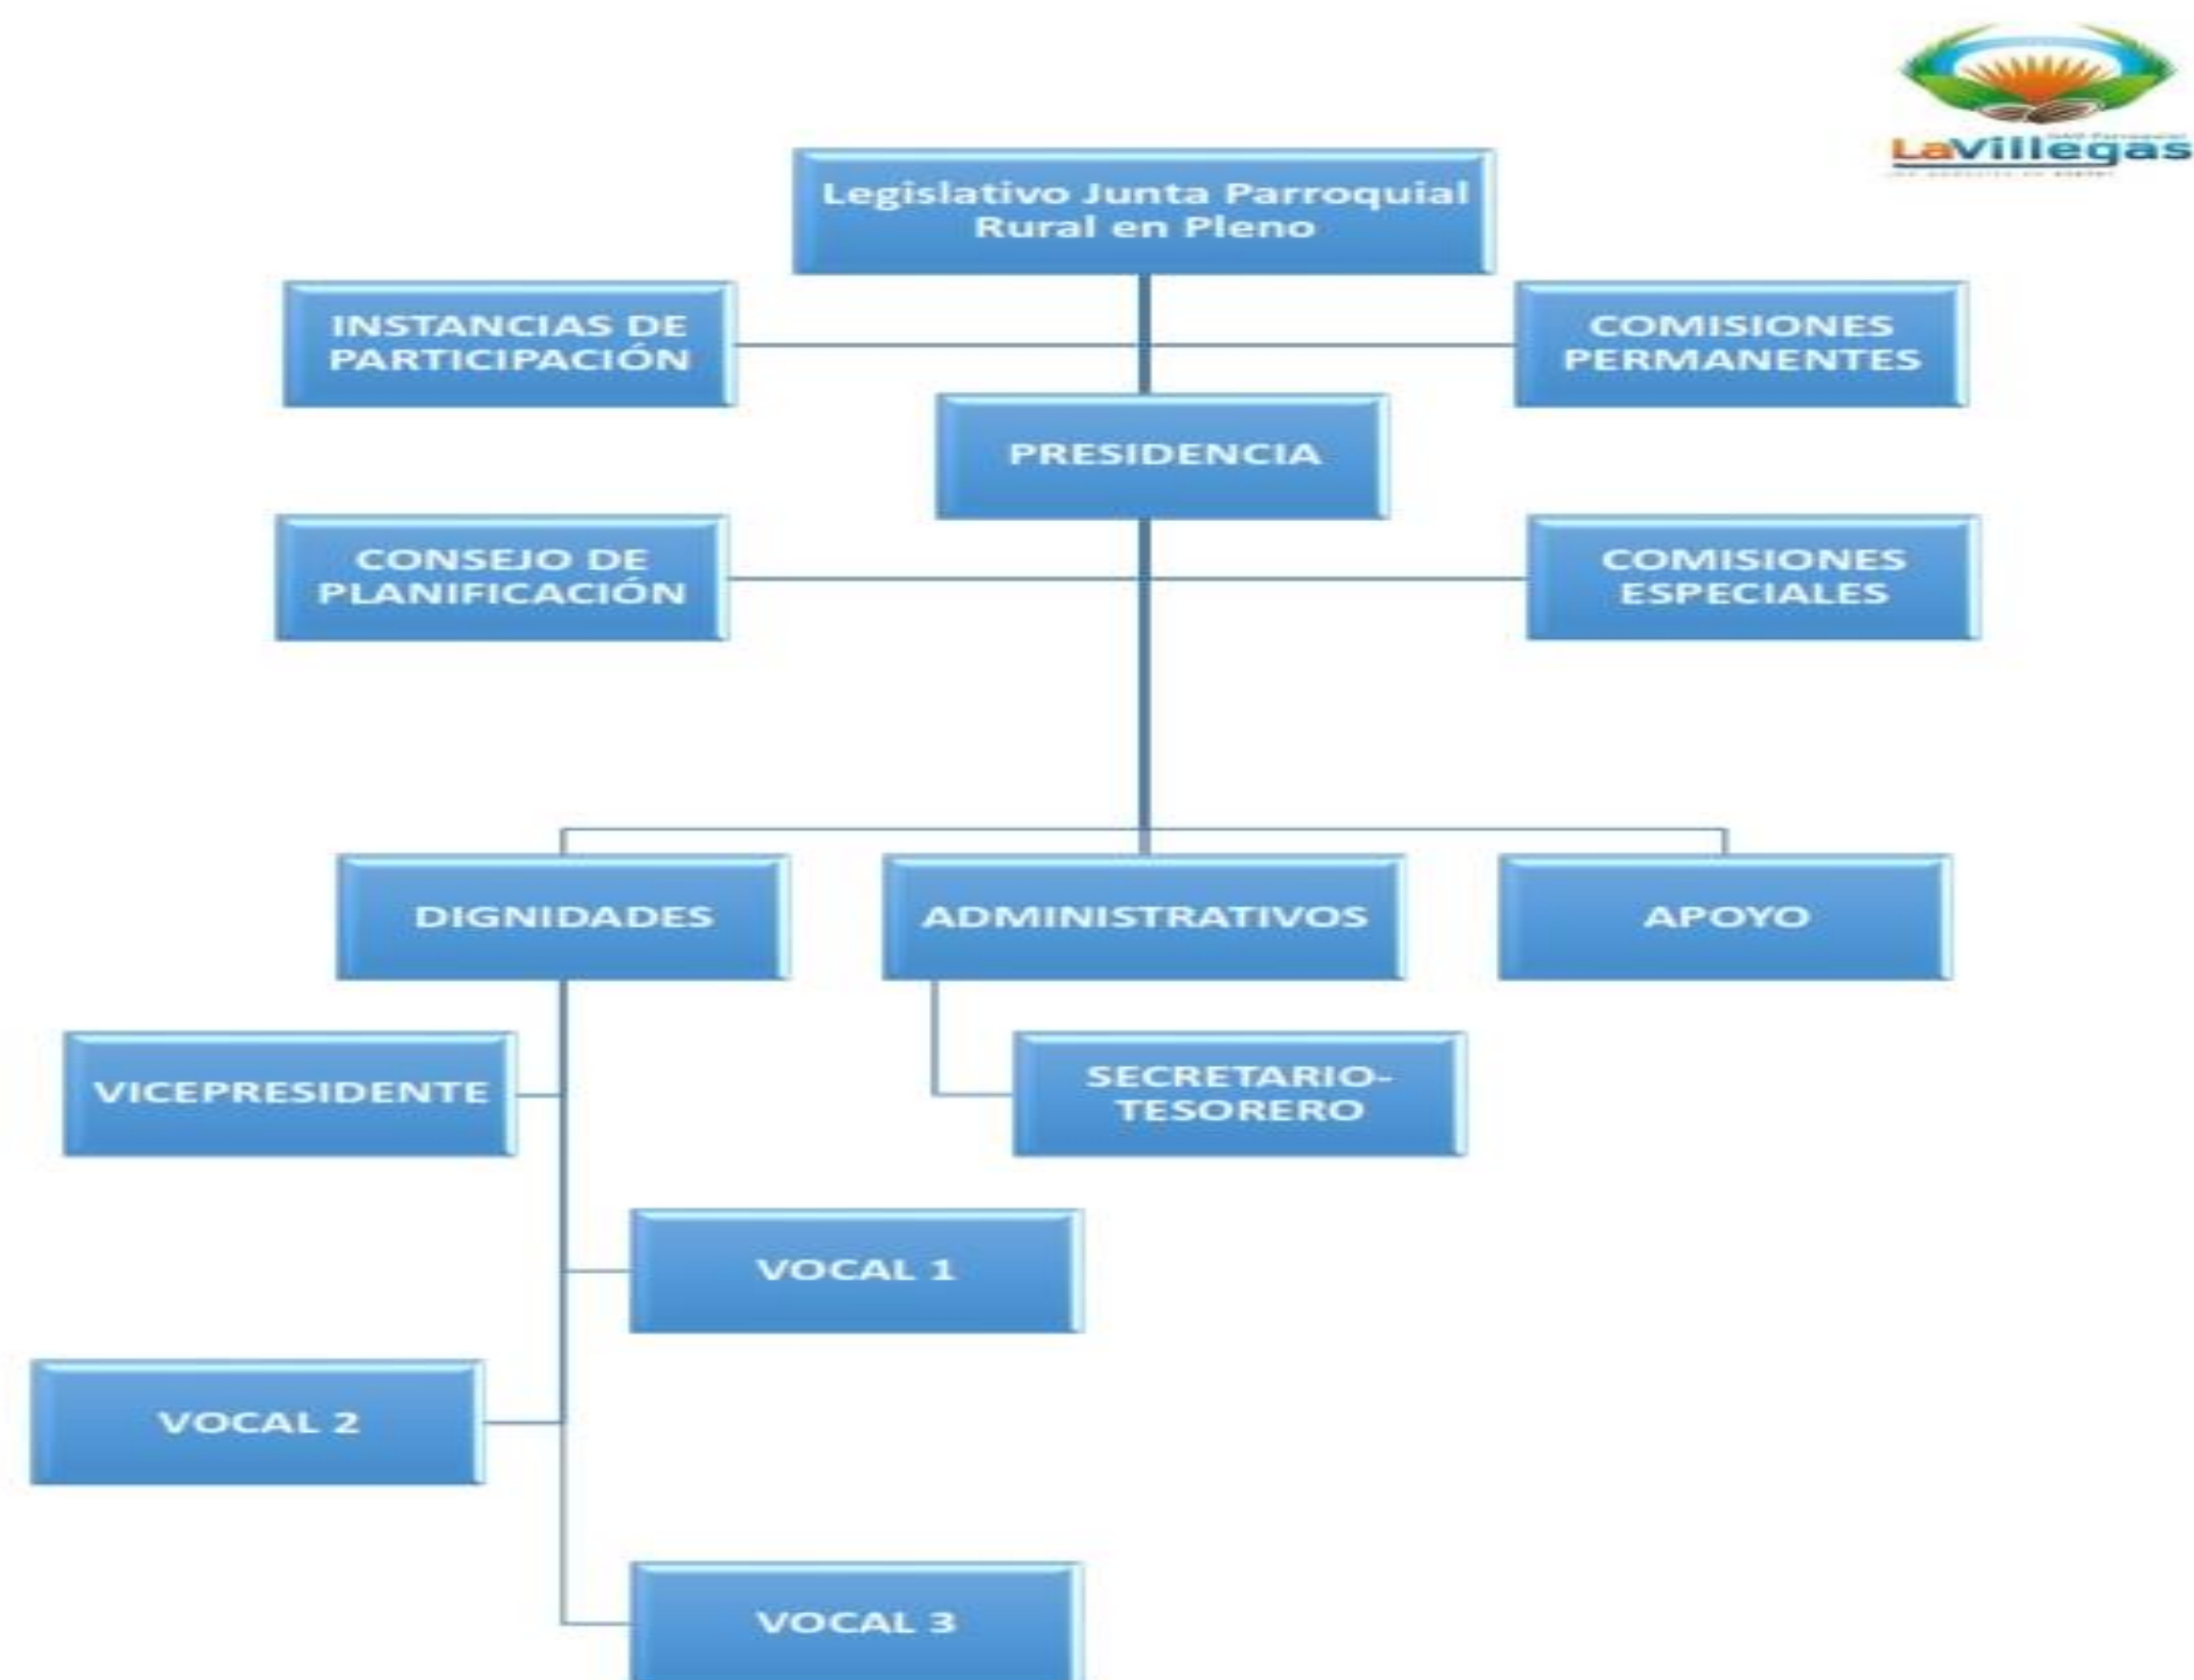 LaVillegas
Legislativo Junta Parroquial
Rural en Pleno
INSTANCIAS DE
PARTICIPACIÓN
COMISIONES
PERMANENTES
PRESIDENCIA
CONSEJO DE
PLANIFICACIÓN
COMISIONES
ESPECIALES
DIGNIDADES
ADMINISTRATIVOS
APOYO
VICEPRESIDENTE
SECRETARIO-
TESORERO
VOCAL 1
VOCAL 2
VOCAL 3